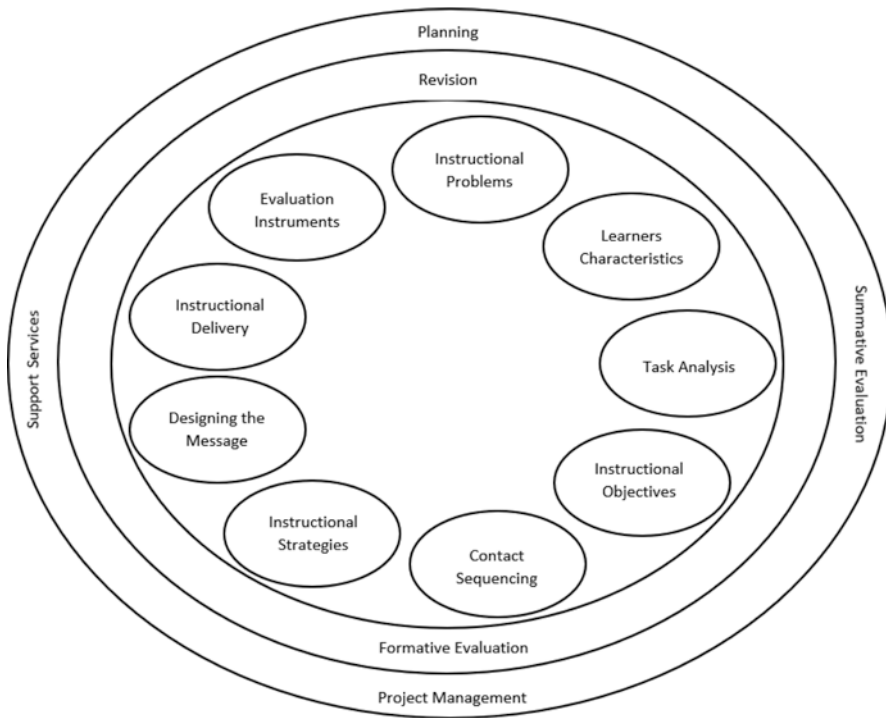 Planning
Revision
Instructional
Problems
Evaluation
Instruments
Learners
Characteristics
Instructional
Delivery
Task Analysis
Support Services
Summative Evaluation
Designing the
Message
Instructional
Objectives
Instructional
Strategies
Contact
Sequencing
Formative Evaluation
Project Management